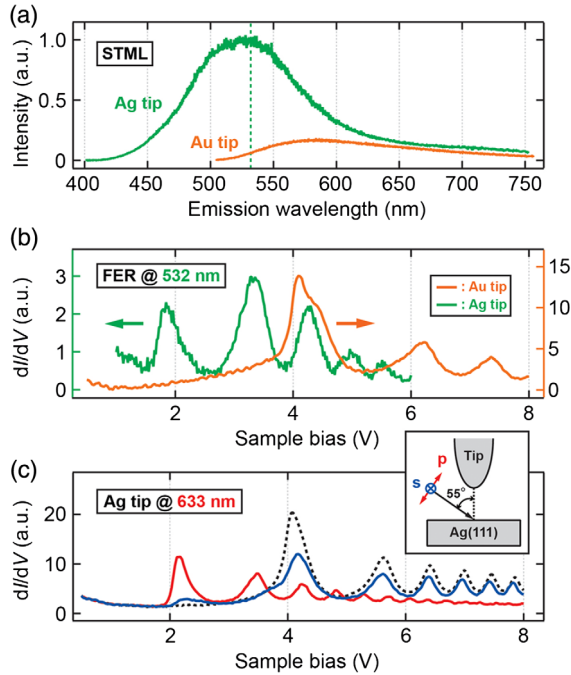 (a)
STML
Ag tip
Au tip
Intensity (a.u.)
1.0
0.5
0
400 450 500 550 600 650 700 750
Emission wavelength (nm)
(b)
FER @ 532 nm
: Au tip
: Ag tip
dI/dV (a.u.)
3
2
1
0
15
10
5
0
2 4 6 8
Sample bias (V)
(c)
Ag tip @ 633 nm
Tip
p
s
55°
Ag(111)
dI/dV (a.u.)
20
10
0
2 4 6 8
Sample bias (V)